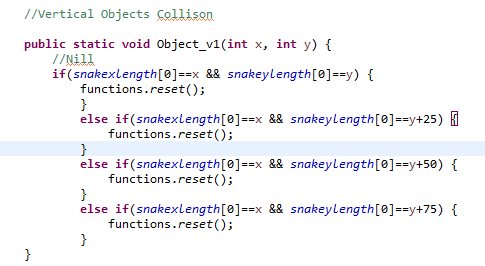 //Vertical Objects Collison
public static void Object_v1(int x, int y) {
//Nill
if(snakexlength[0]==x && snakeylength[0]==y) {
functions.reset();
}
else if(snakexlength[0]==x && snakeylength[0]==y+25) {
functions.reset();
}
else if(snakexlength[0]==x && snakeylength[0]==y+50) {
functions.reset();
}
else if(snakexlength[0]==x && snakeylength[0]==y+75) {
functions.reset();
}
}